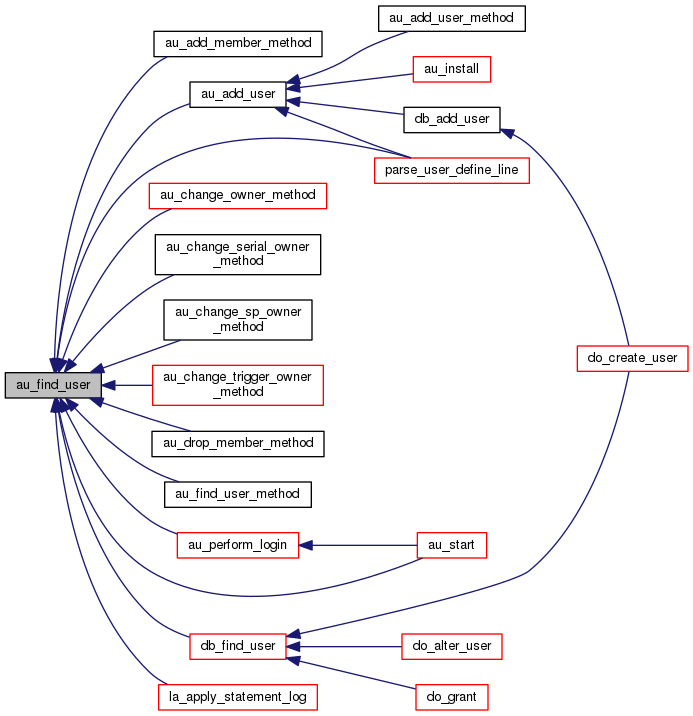 au_add_user_method
au_add_member_method
au_install
au_add_user
db_add_user
parse_user_define_line
au_change_owner_method
au_change_serial_owner
_method
au_change_sp_owner
_method
do_create_user
au_find_user
au_change_trigger_owner
_method
au_drop_member_method
au_find_user_method
au_perform_login
au_start
db_find_user
do_alter_user
la_apply_statement_log
do_grant